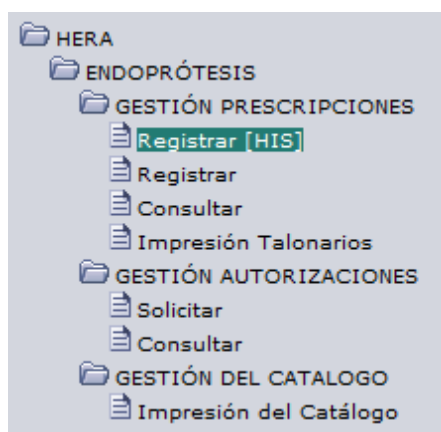 HERA
ENDOPRÓTESIS
GESTIÓN PRESCRIPCIONES
Registrar [HIS]
Registrar
Consultar
Impresión Talonarios
GESTIÓN AUTORIZACIONES
Solicitar
Consultar
GESTIÓN DEL CATALOGO
Impresión del Catálogo